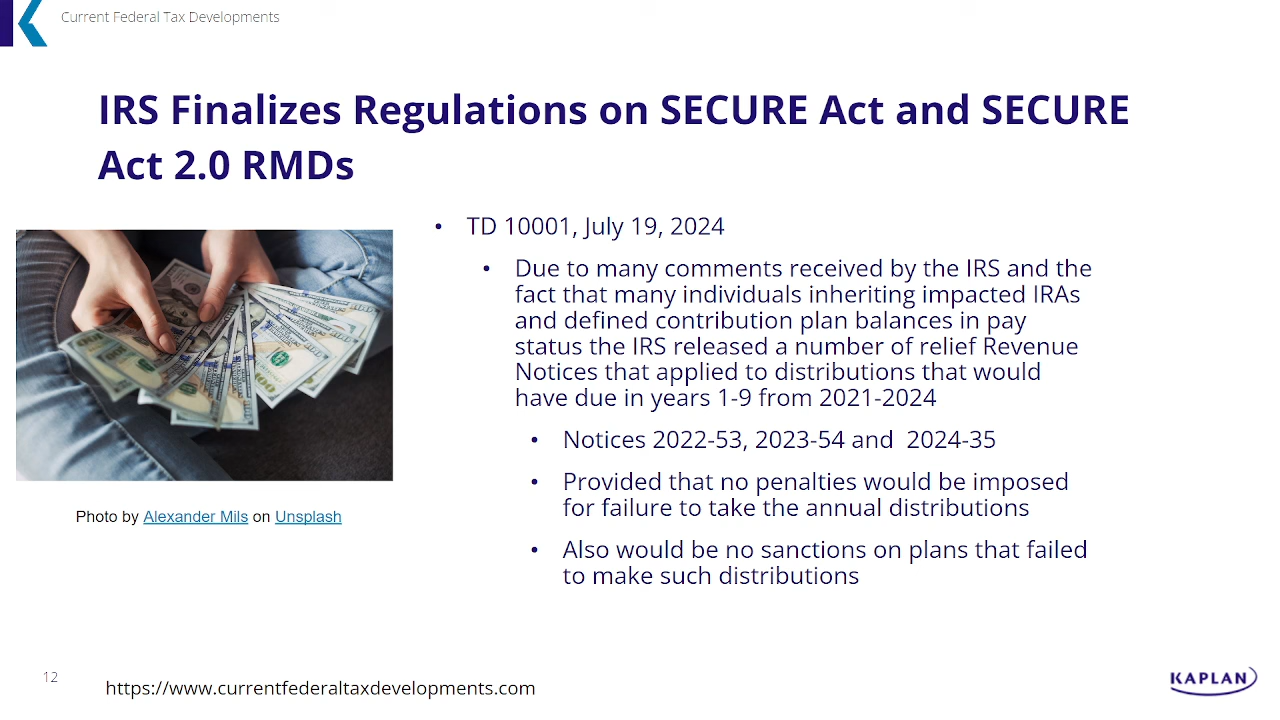 Current Federal Tax Developments
IRS Finalizes Regulations on SECURE Act and SECURE
Act 2.0 RMDs
• TD 10001, July 19, 2024
• Due to many comments received by the IRS and the
fact that many individuals inheriting impacted IRAs
and defined contribution plan balances in pay
status the IRS released a number of relief Revenue
Notices that applied to distributions that would
have due in years 1-9 from 2021-2024
• Notices 2022-53, 2023-54 and 2024-35
• Provided that no penalties would be imposed
for failure to take the annual distributions
• Also would be no sanctions on plans that failed
to make such distributions
Photo by Alexander Mils on Unsplash
12
https://www.currentfederaltaxdevelopments.com
KAPLAN